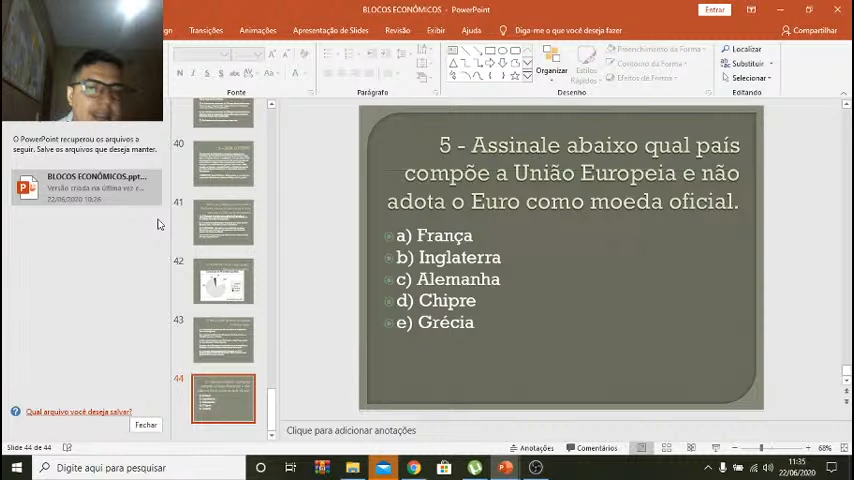 BLOCOS ECONÔMICOS - PowerPoint
Entrar
gn
Transições
Animações
Apresentação de Slides
Revisão
Exibir
Ajuda
Diga-me o que você deseja fazer
Compartilhar
N I S S abc AV Aa A
Fonte
Parágrafo
Organizar
Estilos
Rápidos
Preenchimento da Forma
Contorno da Forma
Efeitos de Forma
Desenho
Localizar
Substituir
Selecionar
Editando
O PowerPoint recuperou os arquivos a
seguir. Salve os arquivos que deseja manter.
BLOCOS ECONÔMICOS.ppt...
Versão criada na última vez e...
22/06/2020 10:26
Qual arquivo você deseja salvar?
Fechar
40
41
42
43
44
5 - Assinale abaixo qual país
compõe a União Europeia e não
adota o Euro como moeda oficial.
a) França
b) Inglaterra
c) Alemanha
d) Chipre
e) Grécia
Clique para adicionar anotações
Slide 44 de 44
Anotações
Comentários
68%
Digite aqui para pesquisar
11:35
22/06/2020